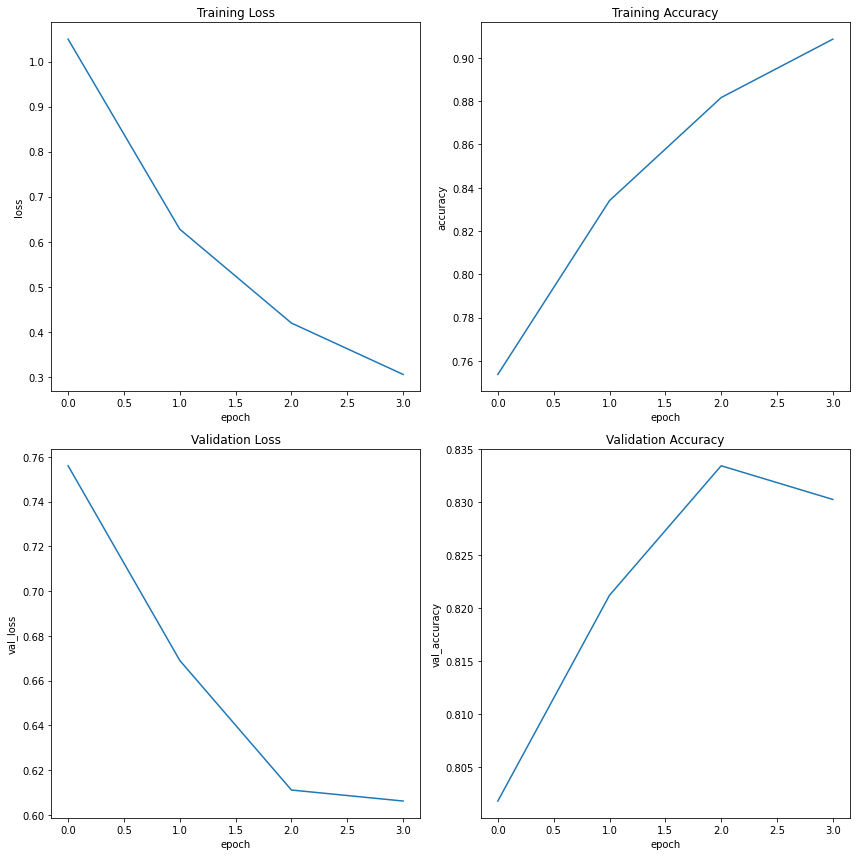 Training Loss
1.0
0.9
0.8
0.7
0.6
0.5
0.4
0.3
loss
0.0 0.5 1.0 1.5 2.0 2.5 3.0
epoch
Training Accuracy
0.90
0.88
0.86
0.84
0.82
0.80
0.78
0.76
accuracy
0.0 0.5 1.0 1.5 2.0 2.5 3.0
epoch
Validation Loss
0.76
0.74
0.72
0.70
0.68
0.66
0.64
0.62
0.60
val_loss
0.0 0.5 1.0 1.5 2.0 2.5 3.0
epoch
Validation Accuracy
0.835
0.830
0.825
0.820
0.815
0.810
0.805
val_accuracy
0.0 0.5 1.0 1.5 2.0 2.5 3.0
epoch